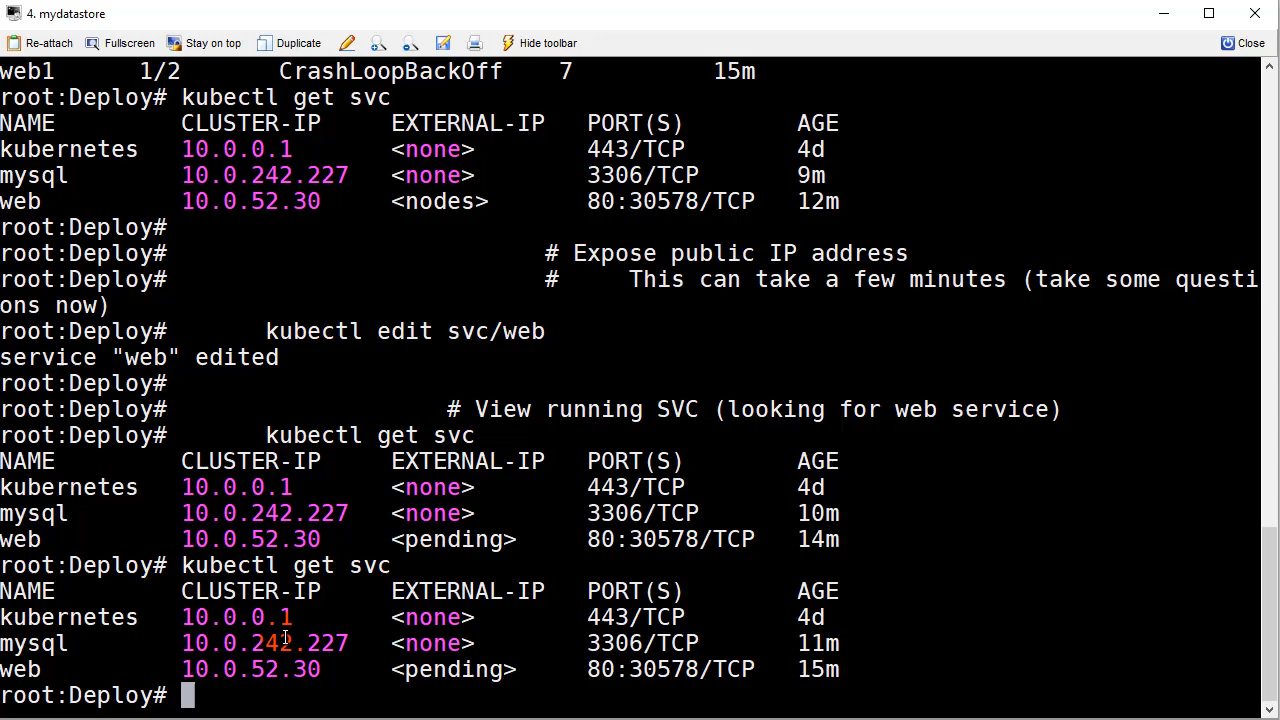 4. mydatastore
Re-attach Fullscreen Stay on top Duplicate Hide toolbar Close
web1 1/2 CrashLoopBackOff 7 15m
root:Deploy# kubectl get svc
NAME CLUSTER-IP EXTERNAL-IP PORT(S) AGE
kubernetes 10.0.0.1 <none> 443/TCP 4d
mysql 10.0.242.227 <none> 3306/TCP 9m
web 10.0.52.30 <nodes> 80:30578/TCP 12m
root:Deploy#
root:Deploy# # Expose public IP address
root:Deploy# # This can take a few minutes (take some questi
ons now)
root:Deploy# kubectl edit svc/web
service "web" edited
root:Deploy#
root:Deploy# # View running SVC (looking for web service)
root:Deploy# kubectl get svc
NAME CLUSTER-IP EXTERNAL-IP PORT(S) AGE
kubernetes 10.0.0.1 <none> 443/TCP 4d
mysql 10.0.242.227 <none> 3306/TCP 10m
web 10.0.52.30 <pending> 80:30578/TCP 14m
root:Deploy# kubectl get svc
NAME CLUSTER-IP EXTERNAL-IP PORT(S) AGE
kubernetes 10.0.0.1 <none> 443/TCP 4d
mysql 10.0.242.227 <none> 3306/TCP 11m
web 10.0.52.30 <pending> 80:30578/TCP 15m
root:Deploy#